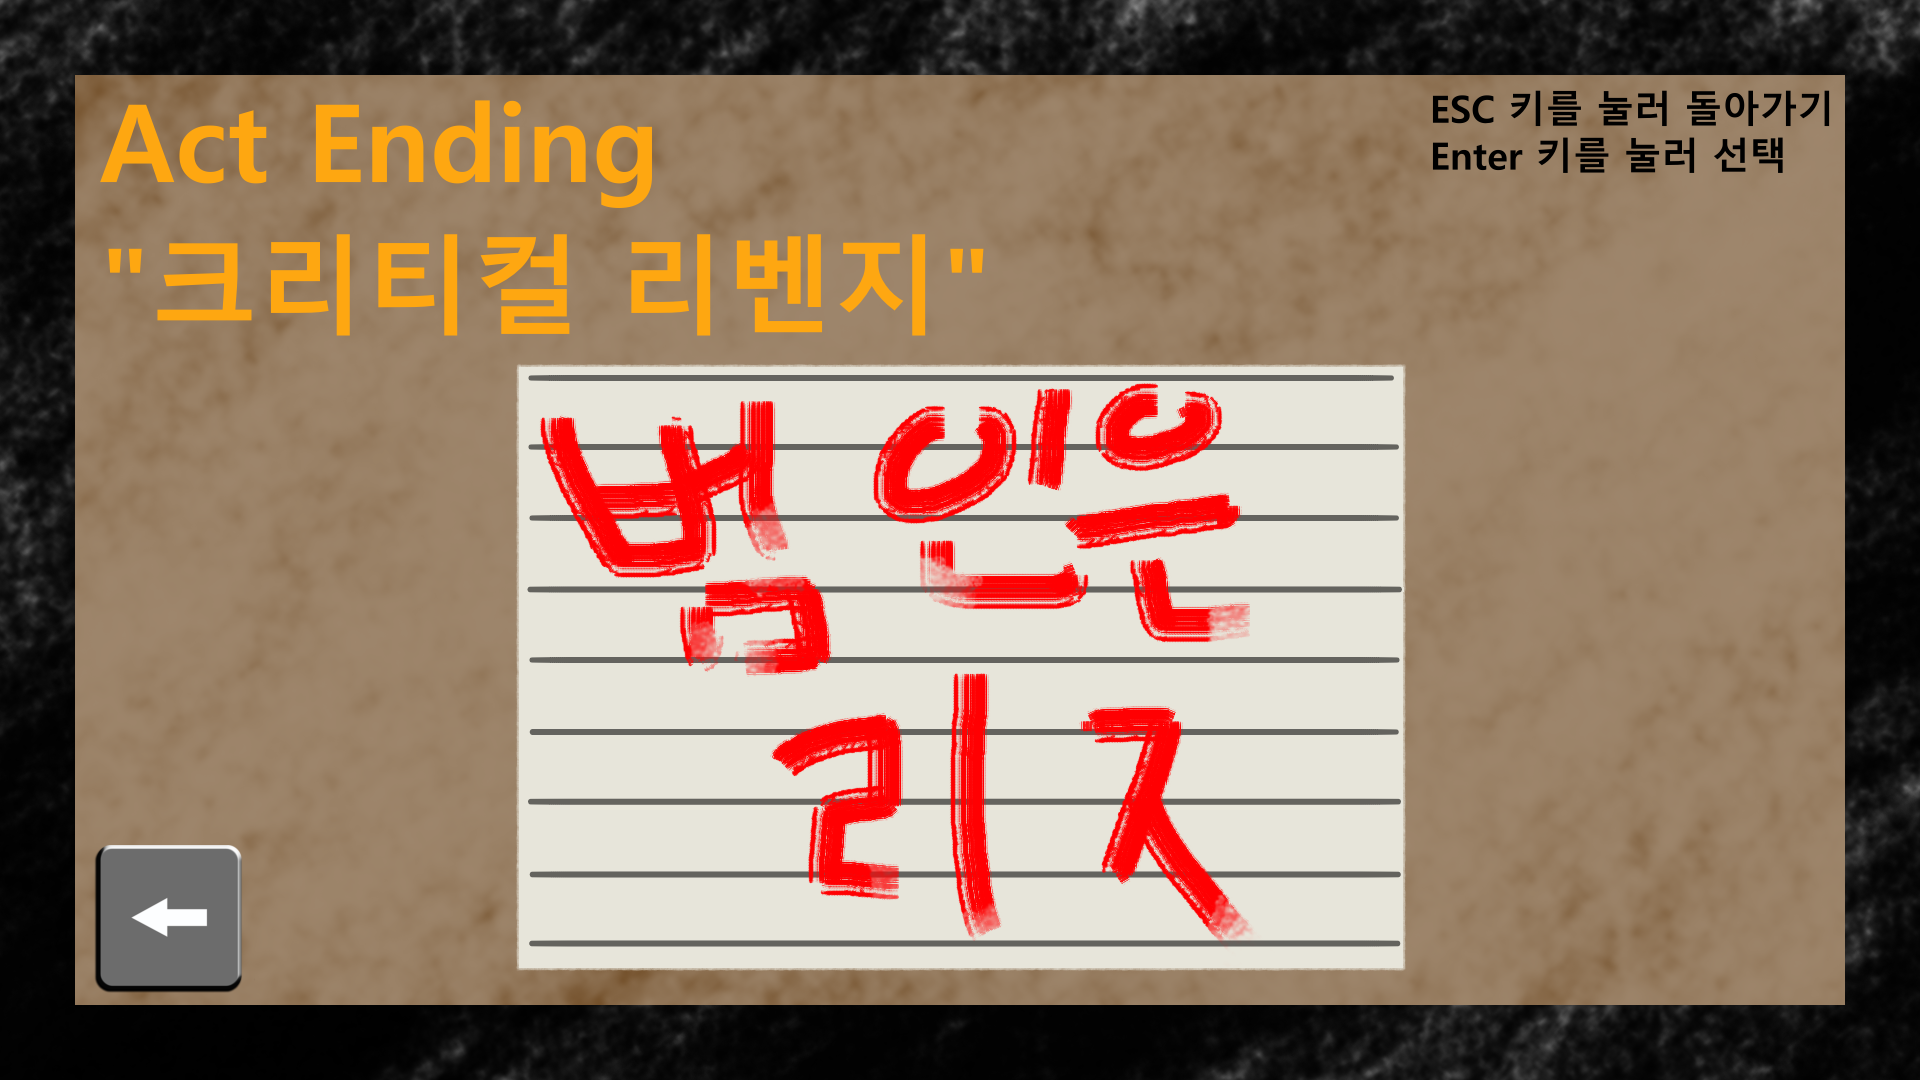 Act Ending
"크리티컬 리벤지"
ESC 키를 눌러 돌아가기
Enter 키를 눌러 선택
범인은
리지